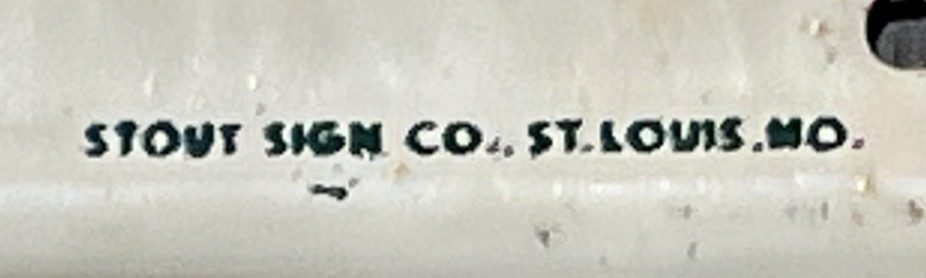 STOUT SIGN CO., ST. LOUIS, MO.